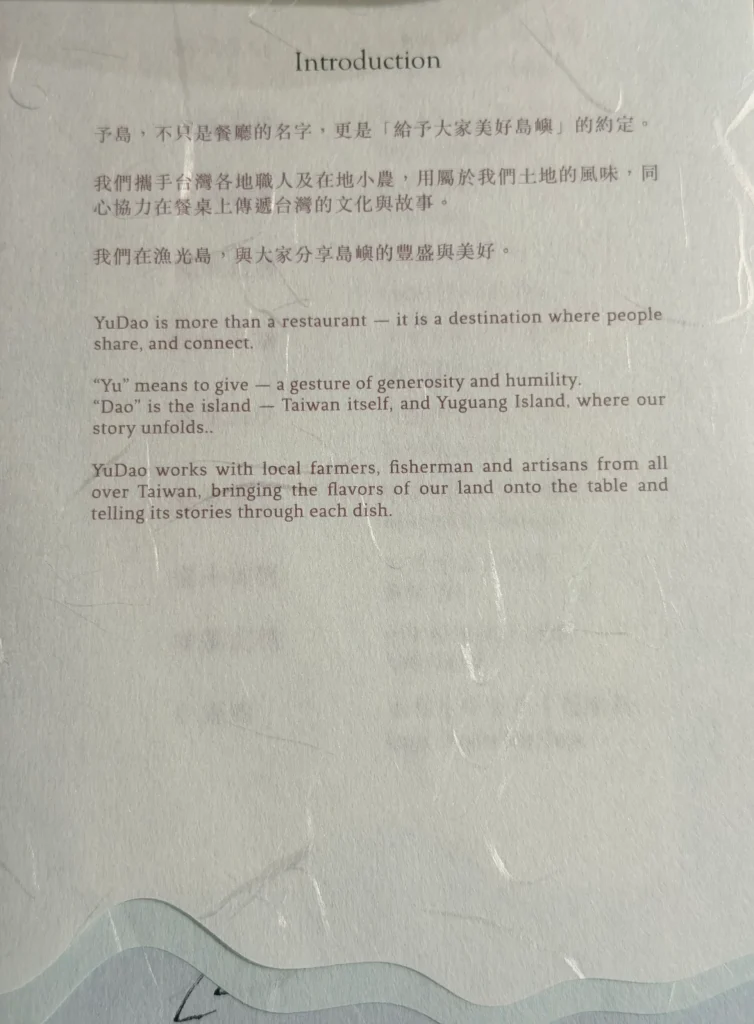 Introduction
予島，不只是餐廳的名字，更是「給予大家美好島嶼」的約定。
我們攜手台灣各地職人及在地小農，用屬於我們土地的風味，同
心協力在餐桌上傳遞台灣的文化與故事。
我們在漁光島，與大家分享島嶼的豐盛與美好。
YuDao is more than a restaurant — it is a destination where people
share, and connect.
“Yu” means to give — a gesture of generosity and humility.
“Dao” is the island — Taiwan itself, and Yuguang Island, where our
story unfolds..
YuDao works with local farmers, fisherman and artisans from all
over Taiwan, bringing the flavors of our land onto the table and
telling its stories through each dish.